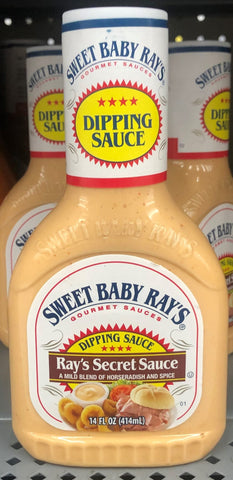 SWEET BABY RAY'S
GOURMET SAUCES
DIPPING
SAUCE
SWEET BABY RAY'S®
GOURMET SAUCES
DIPPING SAUCE
Ray's Secret Sauce
A MILD BLEND OF HORSERADISH AND SPICE
14 FL OZ (414mL)
01